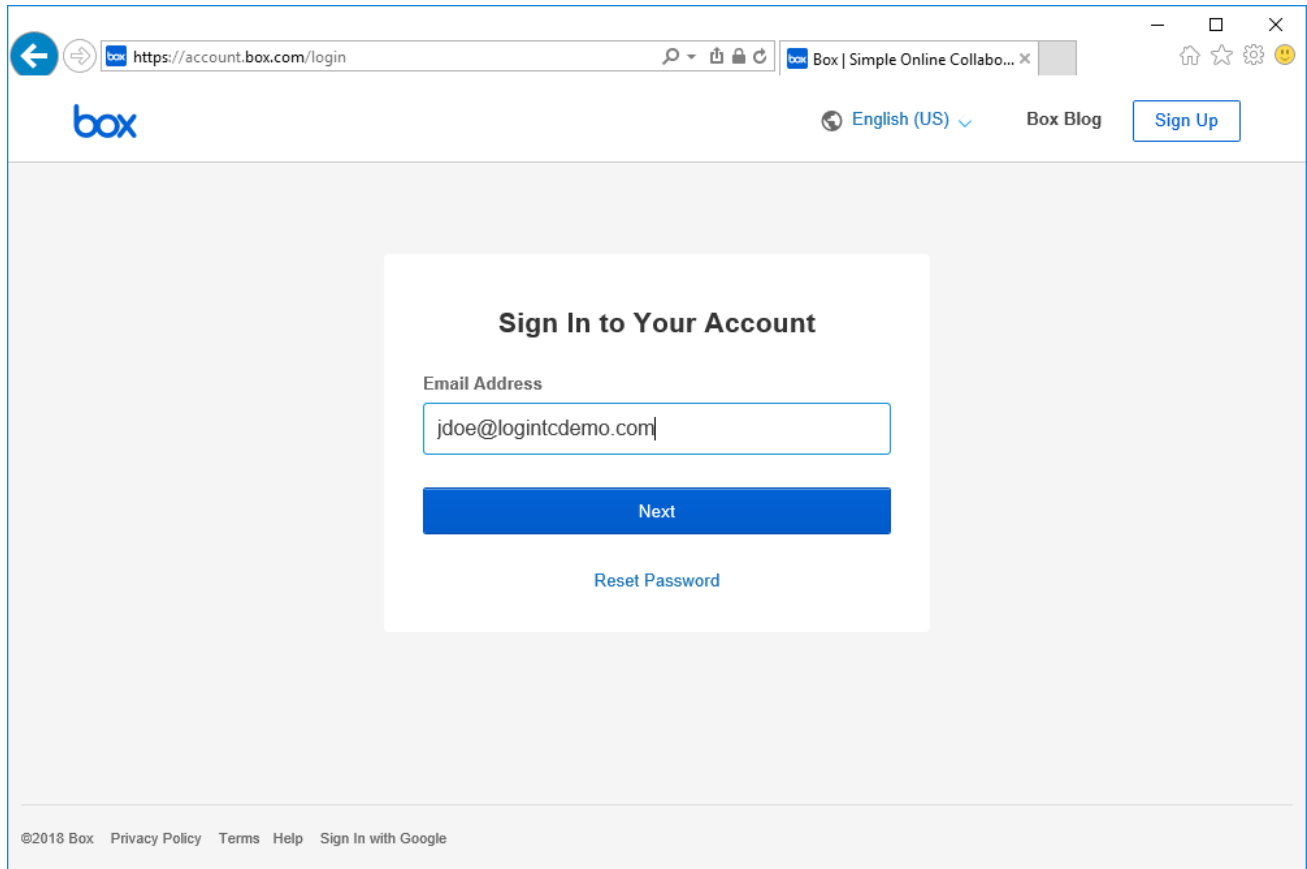 https://account.box.com/login
box Box | Simple Online Collabo...
box English (US) Box Blog Sign Up
Sign In to Your Account
Email Address
jdoe@logintcdemo.com
Next
Reset Password
©2018 Box Privacy Policy Terms Help Sign In with Google